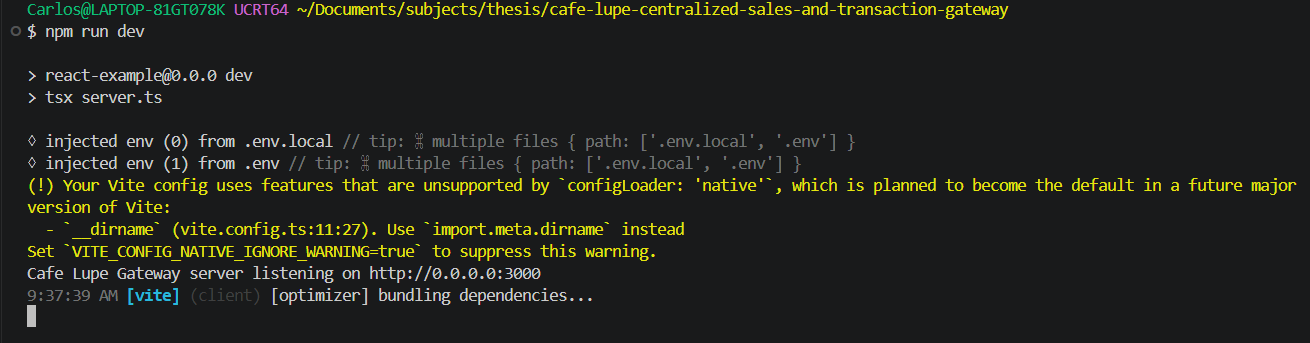 Carlos@LAPTOP-81GT078K UCRT64 ~/Documents/subjects/thesis/cafe-lupe-centralized-sales-and-transaction-gateway
$ npm run dev
> react-example@0.0.0 dev
> tsx server.ts
◊ injected env (0) from .env.local // tip: ⌘ multiple files { path: ['.env.local', '.env'] }
◊ injected env (1) from .env // tip: ⌘ multiple files { path: ['.env.local', '.env'] }
(!) Your Vite config uses features that are unsupported by `configLoader: 'native'`, which is planned to become the default in a future major
version of Vite:
  - `__dirname` (vite.config.ts:11:27). Use `import.meta.dirname` instead
Set `VITE_CONFIG_NATIVE_IGNORE_WARNING=true` to suppress this warning.
Cafe Lupe Gateway server listening on http://0.0.0.0:3000
9:37:39 AM [vite] (client) [optimizer] bundling dependencies...